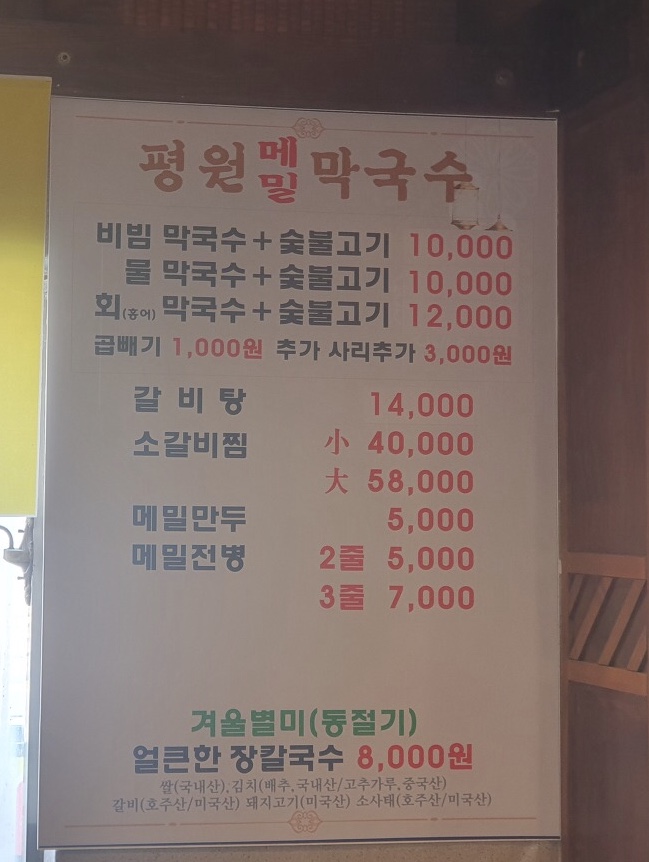 평원 메밀 막국수
비빔 막국수 + 숯불고기 10,000
물 막국수 + 숯불고기 10,000
회(홍어) 막국수 + 숯불고기 12,000
곱빼기 1,000원 추가 사리추가 3,000원
갈비탕 14,000
소갈비찜 小 40,000
大 58,000
메밀만두 5,000
메밀전병 2줄 5,000
3줄 7,000
겨울별미(동절기)
얼큰한 장칼국수 8,000원
쌀(국내산),김치(배추,국내산/고추가루,중국산)
갈비(호주산/미국산) 돼지고기(미국산) 소사태(호주산/미국산)